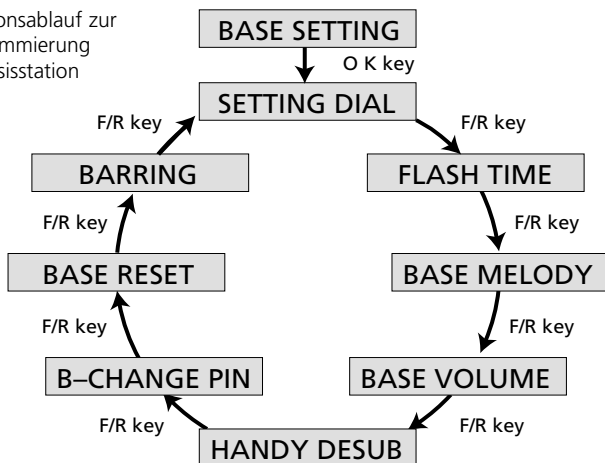 onsablauf zur
mmierung
sisstation
BASE SETTING
O K key
SETTING DIAL
F/R key
F/R key
BARRING
FLASH TIME
F/R key
F/R key
BASE RESET
BASE MELODY
F/R key
F/R key
B–CHANGE PIN
BASE VOLUME
F/R key
F/R key
HANDY DESUB